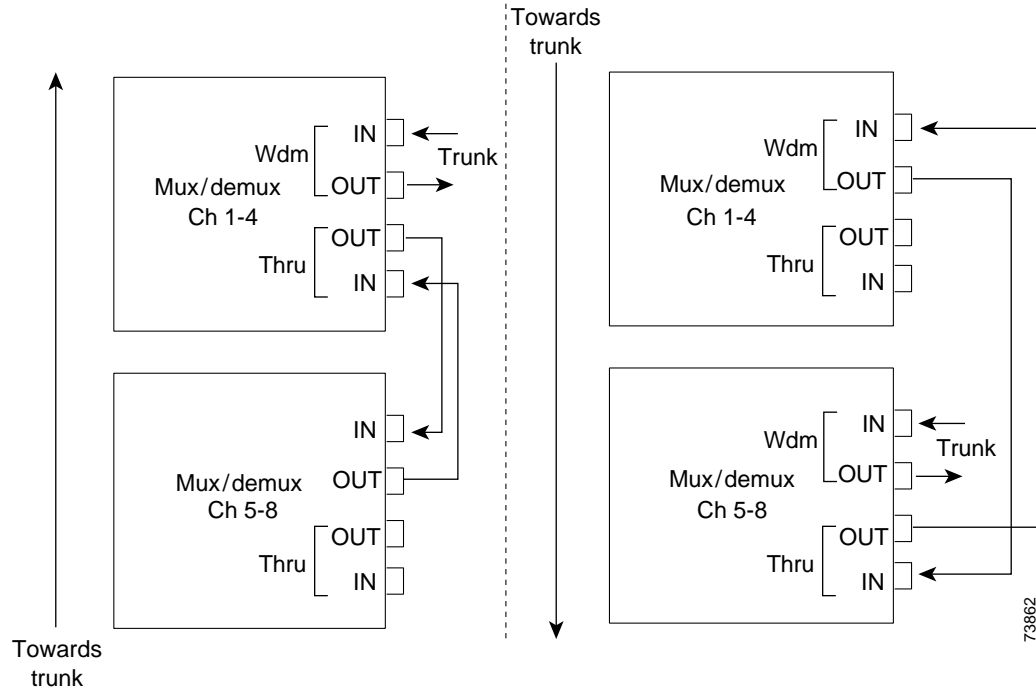 Towards
trunk
IN
Wdm
Trunk
OUT
Mux/demux
Ch 1-4
OUT
Thru
IN
IN
OUT
Mux/demux
Ch 5-8
OUT
Thru
IN
Towards
trunk
IN
Wdm
OUT
Mux/demux
Ch 1-4
OUT
Thru
IN
IN
Wdm
Trunk
OUT
Mux/demux
Ch 5-8
OUT
Thru
IN
73862